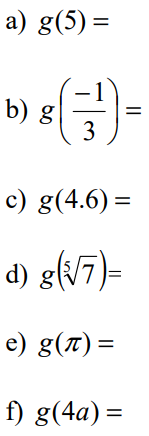 a) g(5) =
b) g(-1/3) =
c) g(4.6) =
d) g(⁵√7)=
e) g(π) =
f) g(4a) =